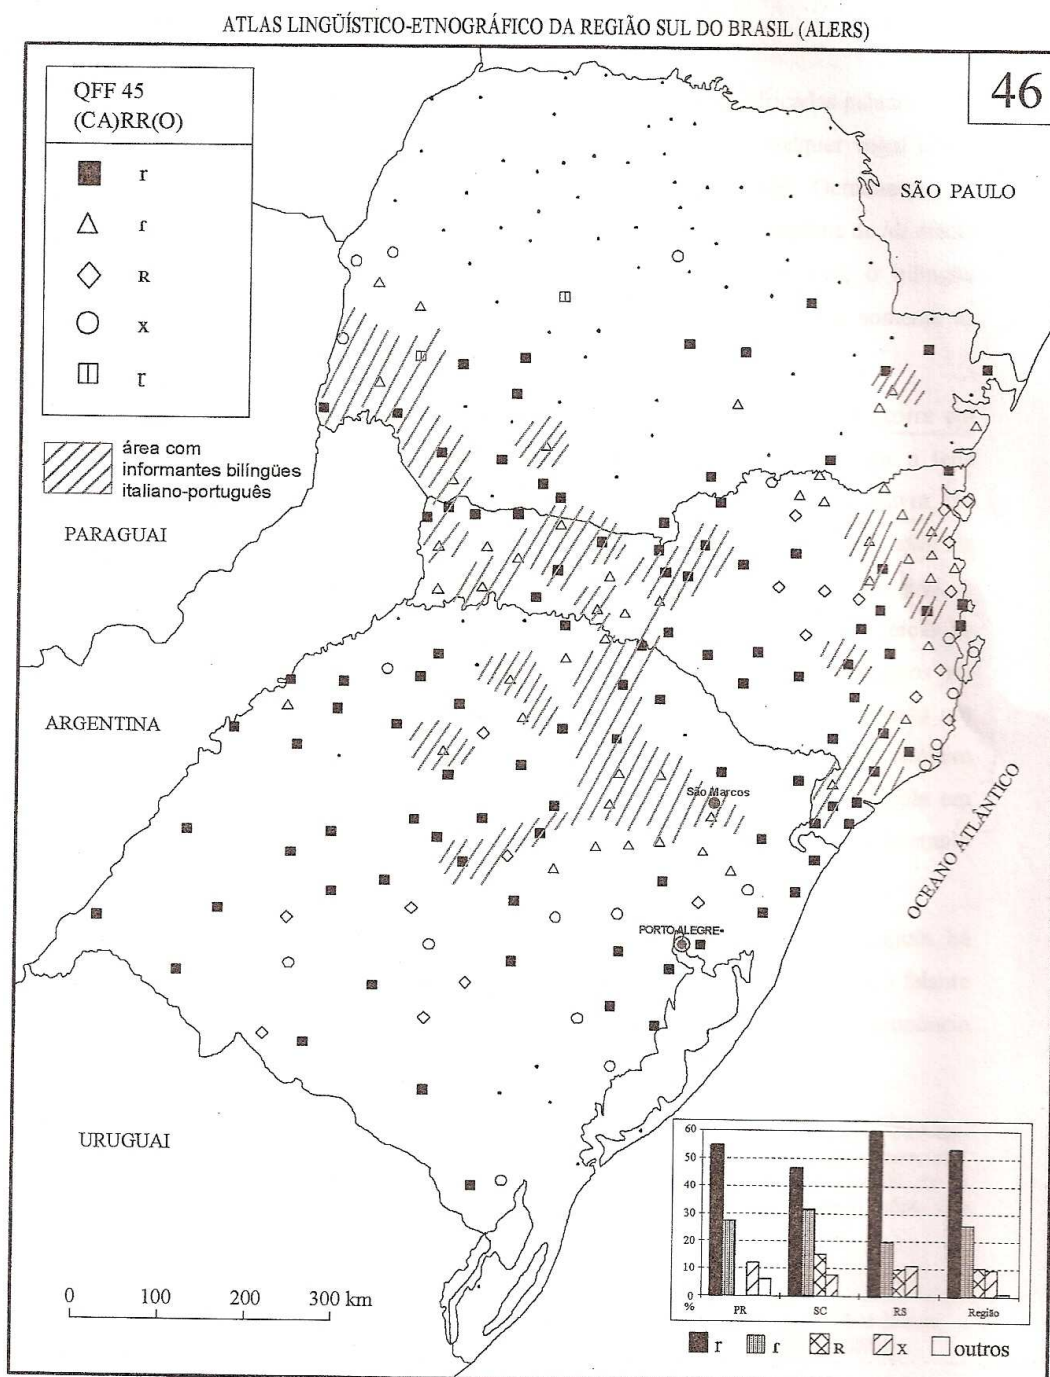 ATLAS LINGÜÍSTICO-ETNOGRÁFICO DA REGIÃO SUL DO BRASIL (ALERS)
46
QFF 45
(CA)RR(O)
r
ɾ
R
x
ṟ
área com
informantes bilíngües
italiano-português
SÃO PAULO
PARAGUAI
ARGENTINA
São Marcos
OCEANO ATLÂNTICO
PORTO ALEGRE
URUGUAI
0 100 200 300 km
60
50
40
30
20
10
0
%
PR SC RS Região
r ɾ R x outros